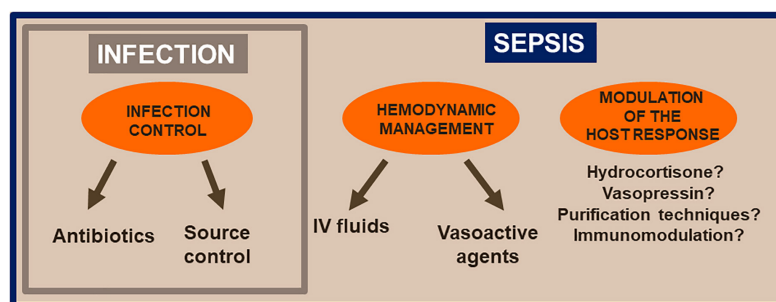 INFECTION
SEPSIS
INFECTION
CONTROL
HEMODYNAMIC
MANAGEMENT
MODULATION
OF THE
HOST RESPONSE
Antibiotics
Source
control
IV fluids
Vasoactive
agents
Hydrocortisone?
Vasopressin?
Purification techniques?
Immunomodulation?